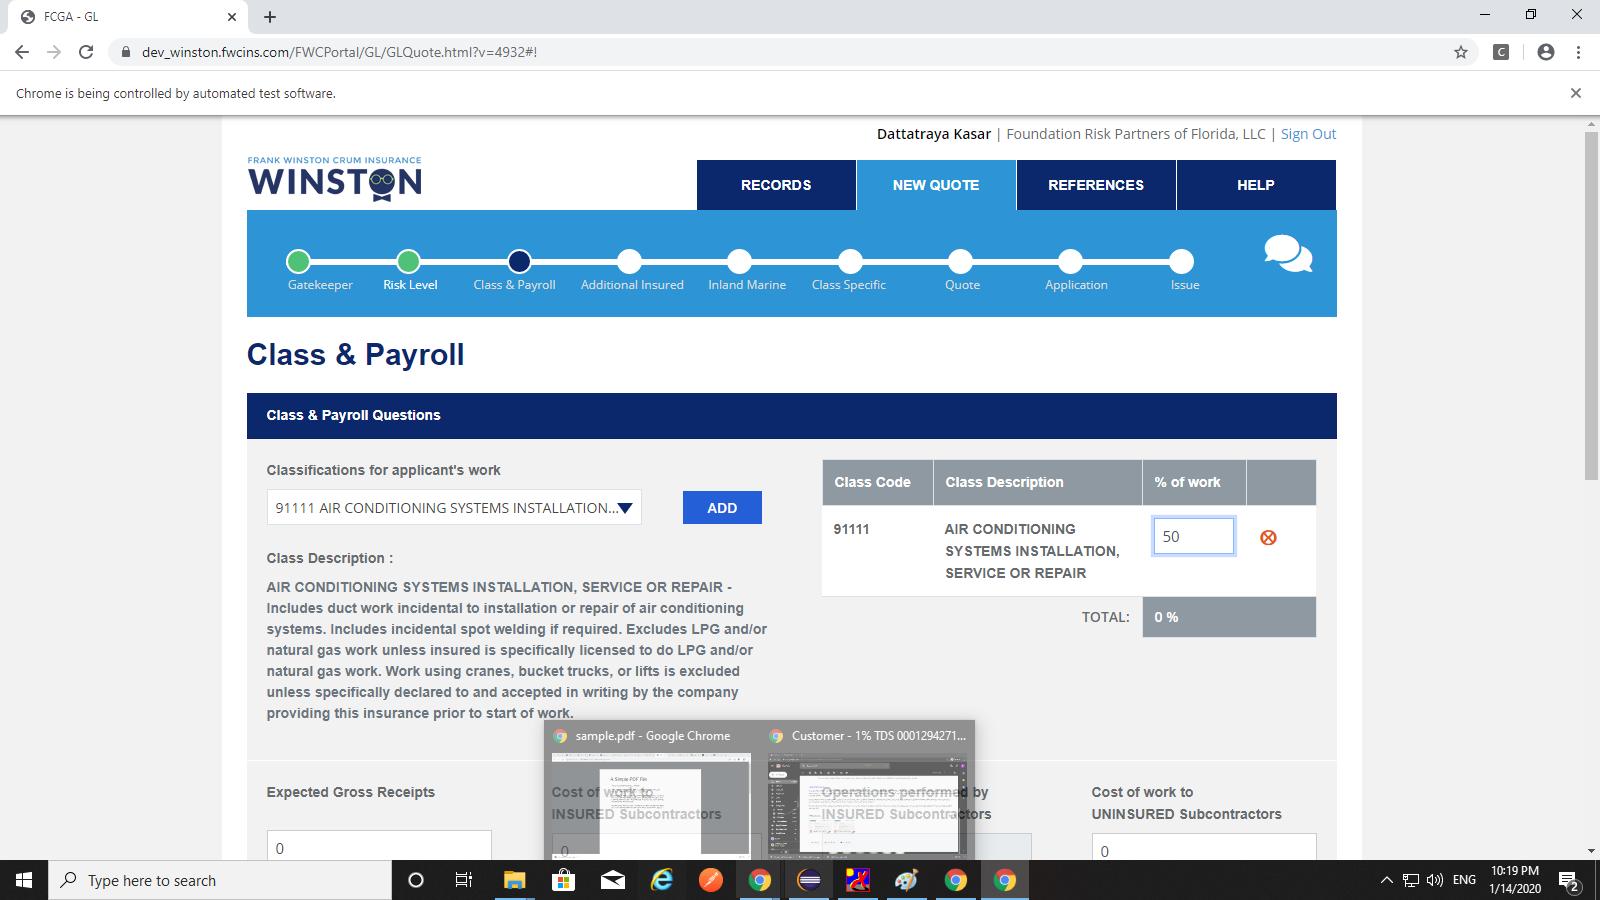 FCGA - GL
dev_winston.fwcins.com/FWCPortal/GL/GLQuote.html?v=4932#!
C
Chrome is being controlled by automated test software.
Dattatraya Kasar | Foundation Risk Partners of Florida, LLC | Sign Out
FRANK WINSTON CRUM INSURANCE
WINSTON
RECORDS
NEW QUOTE
REFERENCES
HELP
Gatekeeper
Risk Level
Class & Payroll
Additional Insured
Inland Marine
Class Specific
Quote
Application
Issue
Class & Payroll
Class & Payroll Questions
Classifications for applicant's work
91111 AIR CONDITIONING SYSTEMS INSTALLATION...
ADD
Class Description :
AIR CONDITIONING SYSTEMS INSTALLATION, SERVICE OR REPAIR -
Includes duct work incidental to installation or repair of air conditioning
systems. Includes incidental spot welding if required. Excludes LPG and/or
natural gas work unless insured is specifically licensed to do LPG and/or
natural gas work. Work using cranes, bucket trucks, or lifts is excluded
unless specifically declared to and accepted in writing by the company
providing this insurance prior to start of work.
Class Code
Class Description
% of work
91111
AIR CONDITIONING
SYSTEMS INSTALLATION,
SERVICE OR REPAIR
50
TOTAL:
0 %
sample.pdf - Google Chrome
Customer - 1% TDS 0001294271...
A Simple PDF File
Expected Gross Receipts
0
Cost of work to
INSURED Subcontractors
0
Operations performed by
INSURED Subcontractors
Cost of work to
UNINSURED Subcontractors
0
Type here to search
ENG
10:19 PM
1/14/2020
2